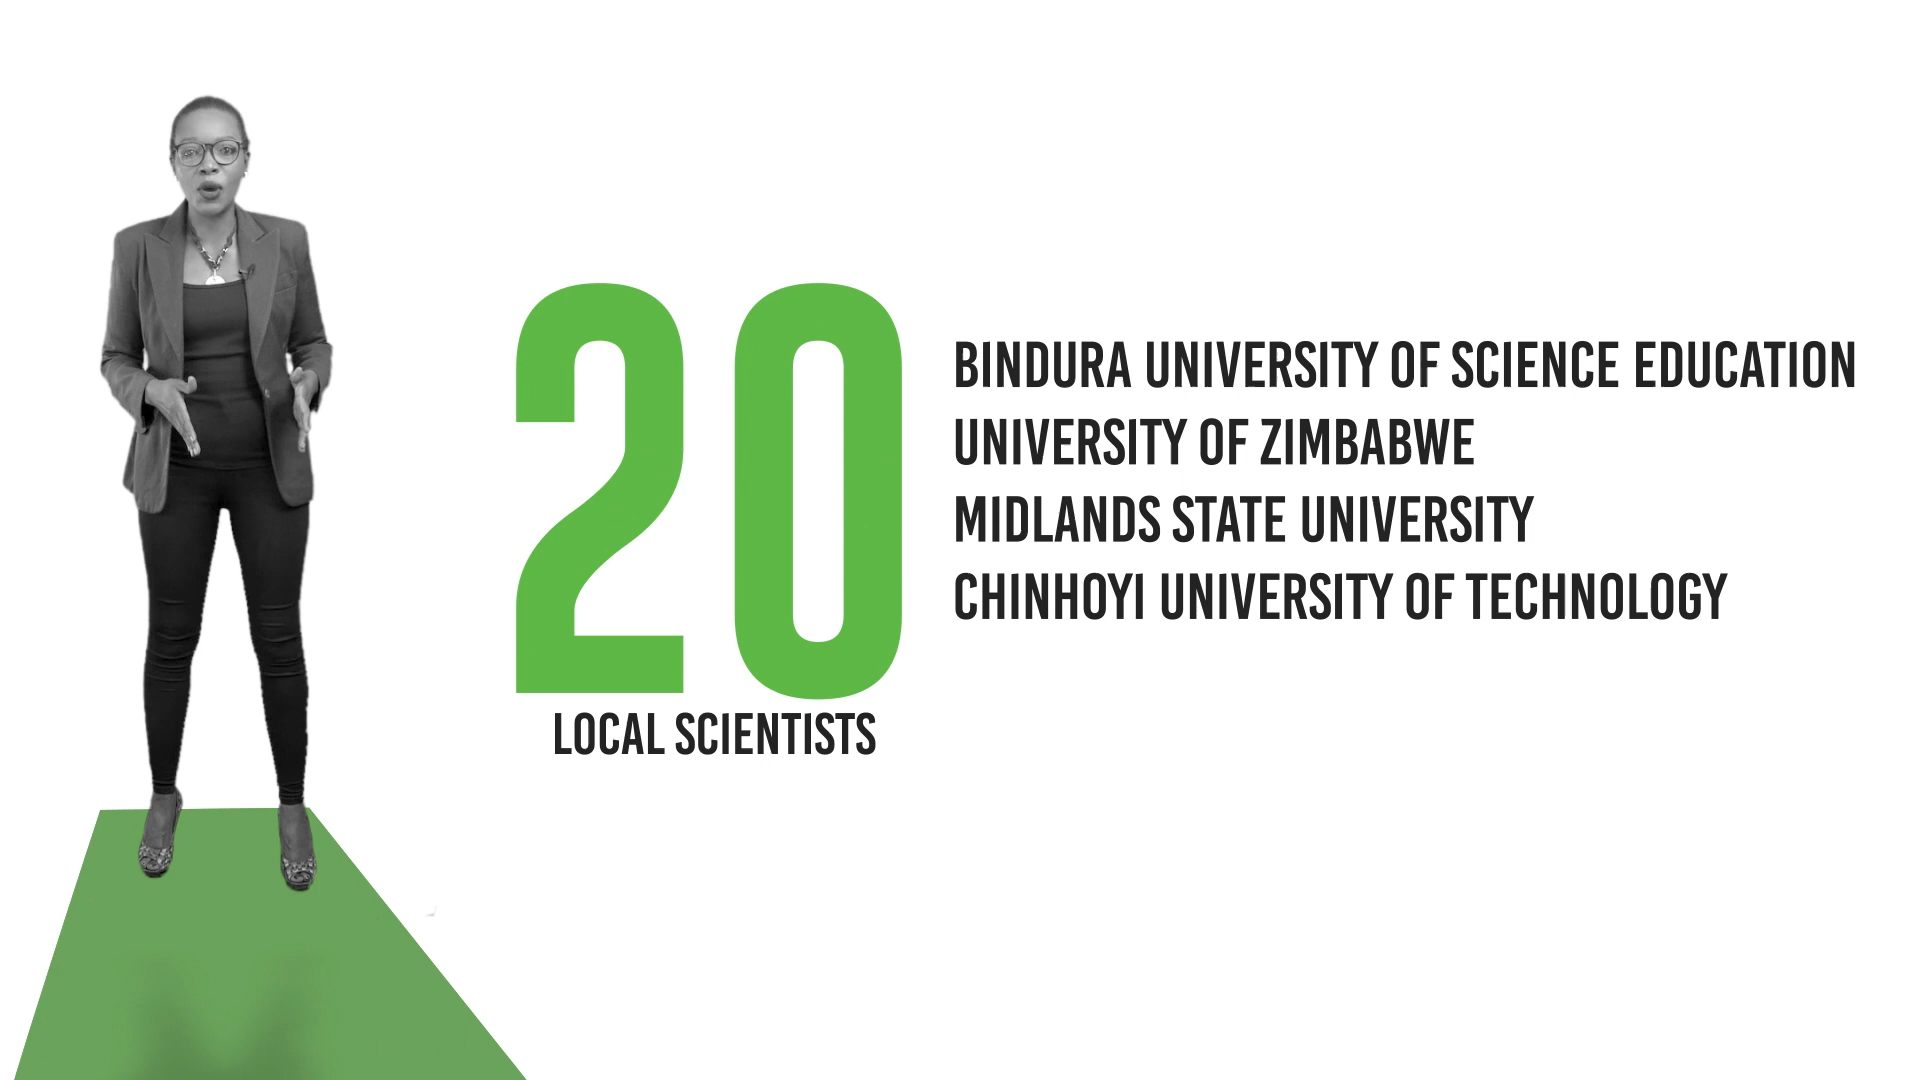 20
LOCAL SCIENTISTS
BINDURA UNIVERSITY OF SCIENCE EDUCATION
UNIVERSITY OF ZIMBABWE
MIDLANDS STATE UNIVERSITY
CHINHOYI UNIVERSITY OF TECHNOLOGY